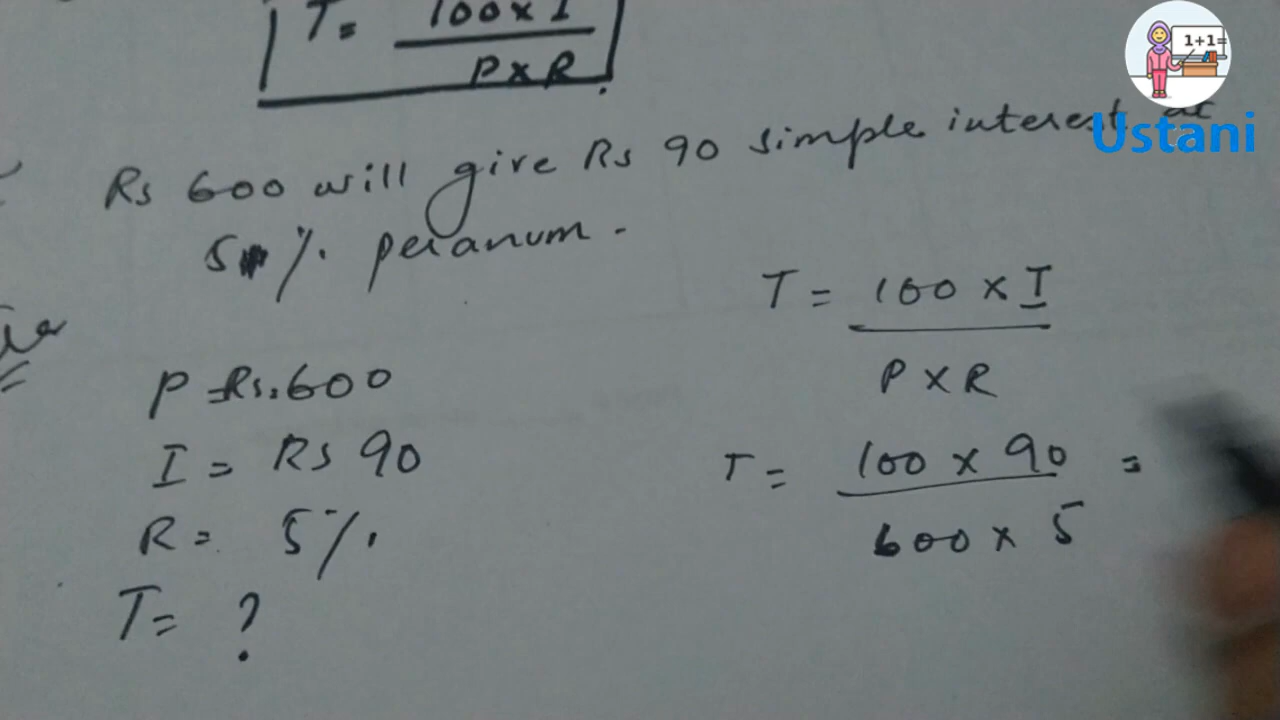 T = 100 × I
P × R
1+1=
Ustani
Rs 600 will give Rs 90 simple interest at
5 % peranum.
T = 100 × I
P × R
P = Rs.600
I = Rs 90
R = 5%
T = ?
T = 100 × 90 =
600 × 5